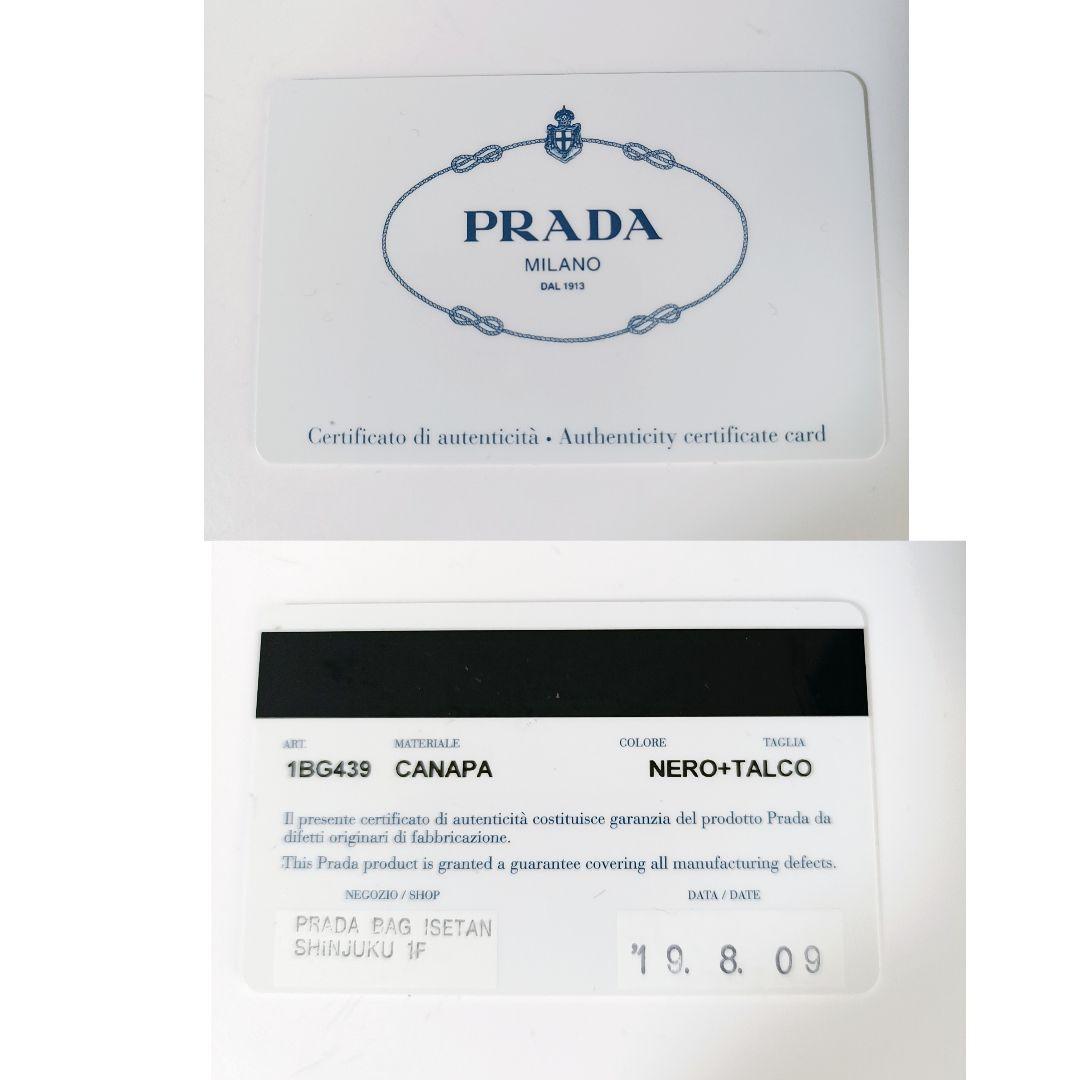 PRADA
MILANO
DAL 1913
Certificato di autenticità • Authenticity certificate card
ART. MATERIALE COLORE TAGLIA
1BG439 CANAPA NERO+TALCO
Il presente certificato di autenticità costituisce garanzia del prodotto Prada da
difetti originari di fabbricazione.
This Prada product is granted a guarantee covering all manufacturing defects.
NEGOZIO / SHOP DATA / DATE
PRADA BAG ISETAN
SHINJUKU 1F
'19. 8. 09